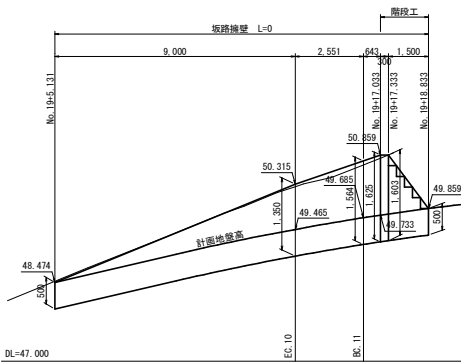 階段工
坂路擁壁 L=0
9,000
2,551
643
1,500
300
No.19+5.131
No.19+17.033
No.19+17.333
No.19+18.833
50.859
50.315
49.685
49.859
1,350
1,564
1,625
1,603
49.465
49.733
500
計画地盤高
48.474
500
DL=47.000
EC.10
BC.11